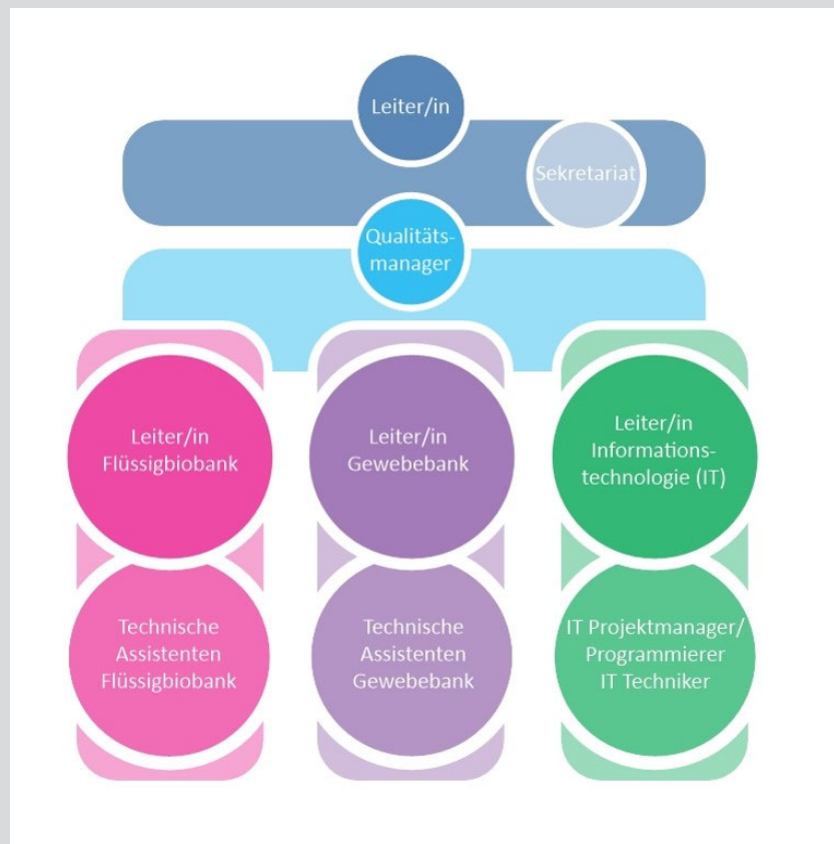 Leiter/in
Sekretariat
Qualitäts-
manager
Leiter/in
Flüssigbiobank
Leiter/in
Gewebebank
Leiter/in
Informations-
technologie (IT)
Technische
Assistenten
Flüssigbiobank
Technische
Assistenten
Gewebebank
IT Projektmanager/
Programmierer
IT Techniker